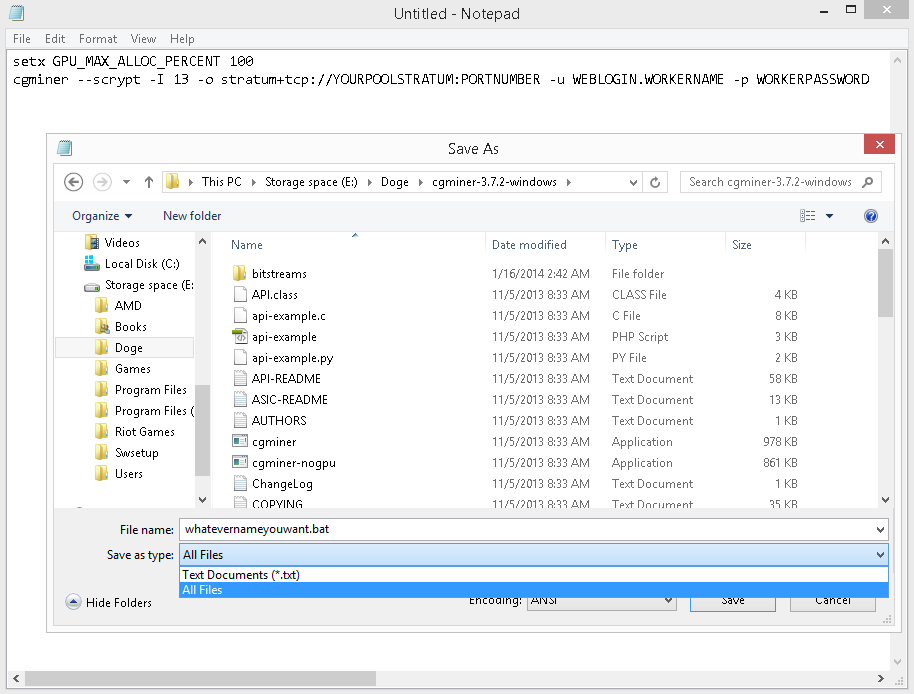 Untitled - Notepad
File Edit Format View Help
setx GPU_MAX_ALLOC_PERCENT 100
cgminer --scrypt -I 13 -o stratum+tcp://YOURPOOLSTRATUM:PORTNUMBER -u WEBLOGIN.WORKERNAME -p WORKERPASSWORD
Save As
This PC Storage space (E:) Doge cgminer-3.7.2-windows Search cgminer-3.7.2-windows
Organize New folder
Name Date modified Type Size
Videos
Local Disk (C:)
Storage space (E:
AMD
Books
Doge
Games
Program Files
Program Files (
Riot Games
Swsetup
Users
bitstreams 1/16/2014 2:42 AM File folder
API.class 11/5/2013 8:33 AM CLASS File 4 KB
api-example.c 11/5/2013 8:33 AM C File 8 KB
api-example 11/5/2013 8:33 AM PHP Script 3 KB
api-example.py 11/5/2013 8:33 AM PY File 2 KB
API-README 11/5/2013 8:33 AM Text Document 58 KB
ASIC-README 11/5/2013 8:33 AM Text Document 13 KB
AUTHORS 11/5/2013 8:33 AM Text Document 1 KB
cgminer 11/5/2013 8:33 AM Application 978 KB
cgminer-nogpu 11/5/2013 8:33 AM Application 861 KB
ChangeLog 11/5/2013 8:33 AM Text Document 1 KB
COPYING 11/5/2013 8:33 AM Text Document 35 KB
File name: whatevernameyouwant.bat
Save as type: All Files
Text Documents (*.txt)
All Files
Hide Folders Encoding: ANSI Save Cancel